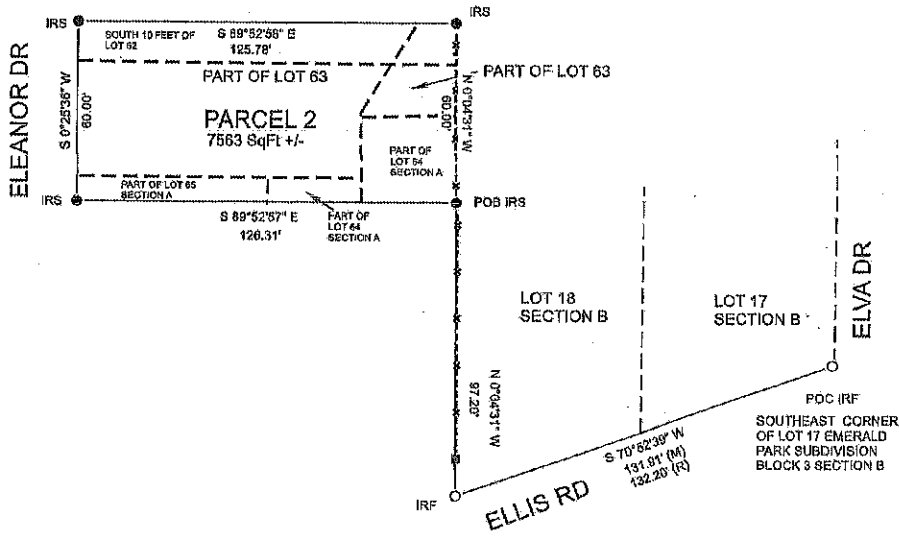 IRS
IRS
SOUTH 10 FEET OF
LOT 62
S 89°52'58" E
125.78'
PART OF LOT 63
PART OF LOT 63
ELEANOR DR
S 0°25'36" W
60.00'
PARCEL 2
7563 SqFt +/-
N 0°04'31" W
60.00'
PART OF
LOT 64
SECTION A
PART OF LOT 65
SECTION A
IRS
POB IRS
S 89°52'57" E
126.31'
PART OF
LOT 64
SECTION A
LOT 18
SECTION B
LOT 17
SECTION B
ELVA DR
N 0°04'31" W
97.20'
POC IRF
SOUTHEAST CORNER
OF LOT 17 EMERALD
PARK SUBDIVISION
BLOCK 3 SECTION B
S 70°52'39" W
131.91' (M)
132.20' (R)
IRF
ELLIS RD